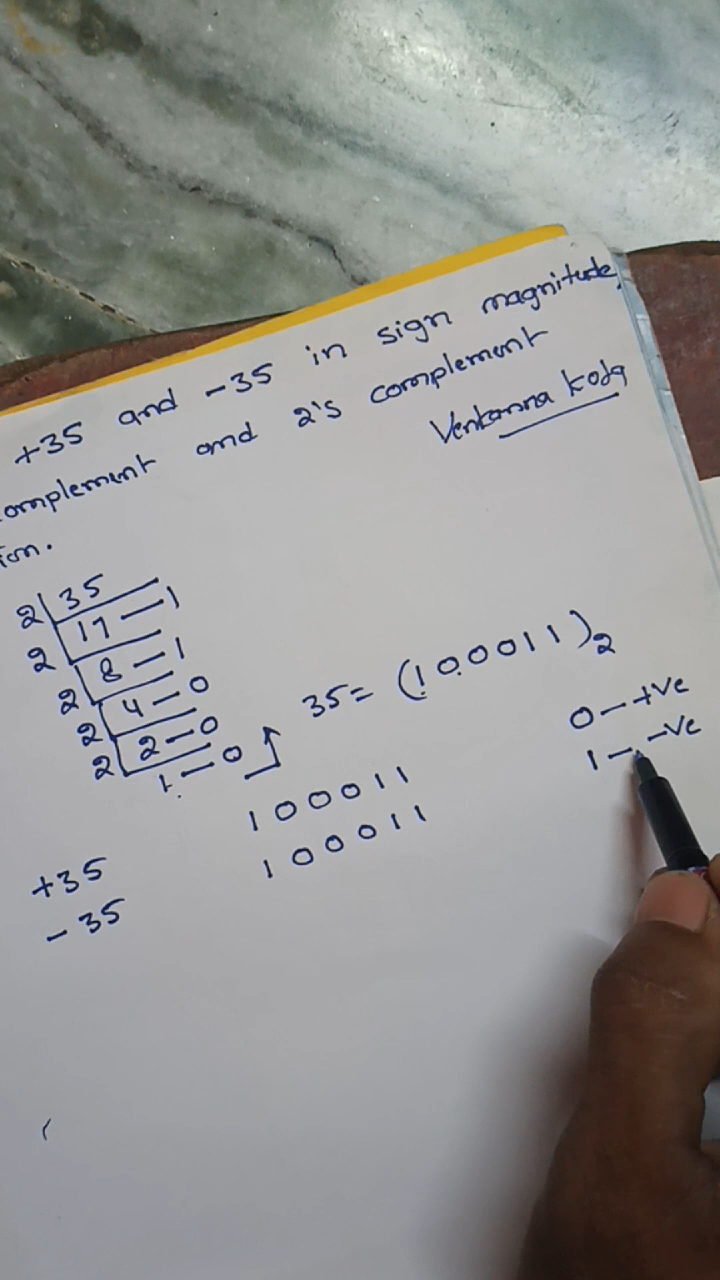 +35 and -35 in sign magnitude,
omplement and 2's complement
ion.
Venkanna Koda
2 35
2 17 - 1
2 8 - 1
2 4 - 0
2 2 - 0
1 - 0
35 = (100011)2
0 - +ve
1 - -ve
+35 100011
-35 100011